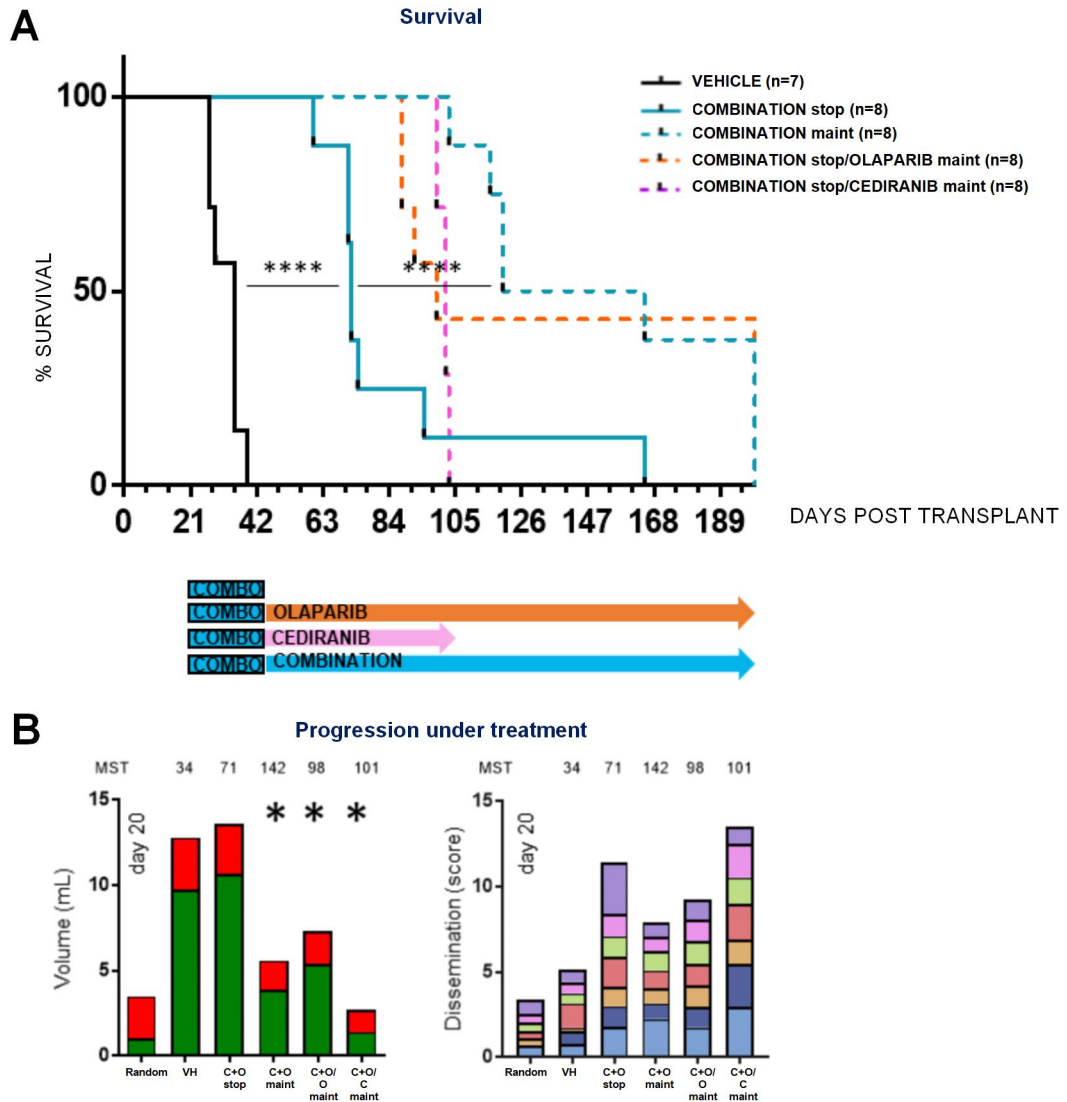 A
Survival
VEHICLE (n=7)
COMBINATION stop (n=8)
COMBINATION maint (n=8)
COMBINATION stop/OLAPARIB maint (n=8)
COMBINATION stop/CEDIRANIB maint (n=8)
% SURVIVAL
100
50
0
**** ****
0 21 42 63 84 105 126 147 168 189
DAYS POST TRANSPLANT
COMBO
COMBO OLAPARIB
COMBO CEDIRANIB
COMBO COMBINATION
B
Progression under treatment
MST 34 71 142 98 101
Volume (mL)
15
10
5
0
day 20
* * *
Random VH C+O stop C+O maint C+O/ O maint C+O/ C maint
MST 34 71 142 98 101
Dissemination (score)
15
10
5
0
day 20
Random VH C+O stop C+O maint C+O/ O maint C+O/ C maint